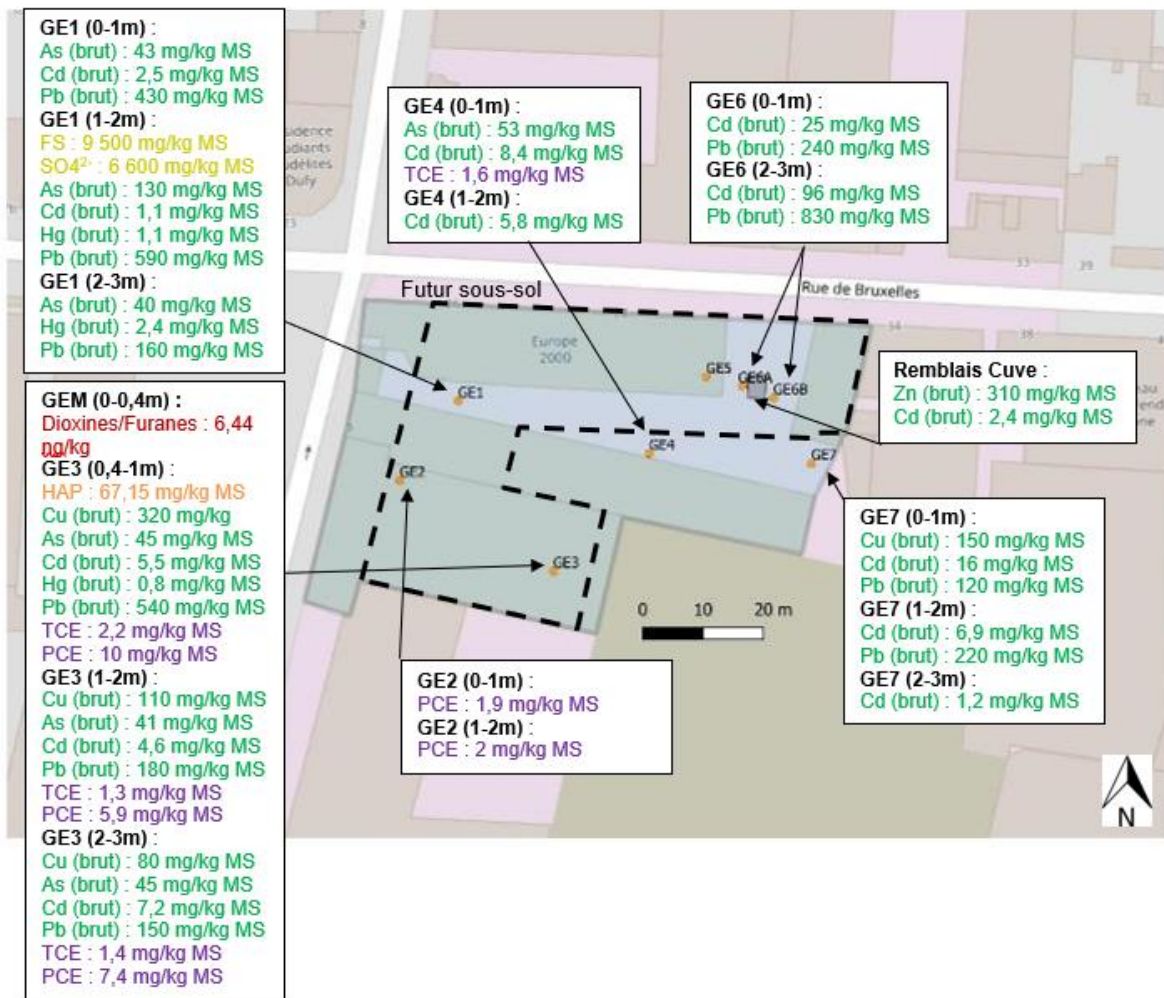 GE1 (0-1m) :
As (brut) : 43 mg/kg MS
Cd (brut) : 2,5 mg/kg MS
Pb (brut) : 430 mg/kg MS
GE1 (1-2m) :
FS : 9 500 mg/kg MS
SO4²⁻ : 6 600 mg/kg MS
As (brut) : 130 mg/kg MS
Cd (brut) : 1,1 mg/kg MS
Hg (brut) : 1,1 mg/kg MS
Pb (brut) : 590 mg/kg MS
GE1 (2-3m) :
As (brut) : 40 mg/kg MS
Hg (brut) : 2,4 mg/kg MS
Pb (brut) : 160 mg/kg MS
GEM (0-0,4m) :
Dioxines/Furanes : 6,44
ng/kg
GE3 (0,4-1m) :
HAP : 67,15 mg/kg MS
Cu (brut) : 320 mg/kg
As (brut) : 45 mg/kg MS
Cd (brut) : 5,5 mg/kg MS
Hg (brut) : 0,8 mg/kg MS
Pb (brut) : 540 mg/kg MS
TCE : 2,2 mg/kg MS
PCE : 10 mg/kg MS
GE3 (1-2m) :
Cu (brut) : 110 mg/kg MS
As (brut) : 41 mg/kg MS
Cd (brut) : 4,6 mg/kg MS
Pb (brut) : 180 mg/kg MS
TCE : 1,3 mg/kg MS
PCE : 5,9 mg/kg MS
GE3 (2-3m) :
Cu (brut) : 80 mg/kg MS
As (brut) : 45 mg/kg MS
Cd (brut) : 7,2 mg/kg MS
Pb (brut) : 150 mg/kg MS
TCE : 1,4 mg/kg MS
PCE : 7,4 mg/kg MS
Dufy
GE4 (0-1m) :
As (brut) : 53 mg/kg MS
Cd (brut) : 8,4 mg/kg MS
TCE : 1,6 mg/kg MS
GE4 (1-2m) :
Cd (brut) : 5,8 mg/kg MS
GE6 (0-1m) :
Cd (brut) : 25 mg/kg MS
Pb (brut) : 240 mg/kg MS
GE6 (2-3m) :
Cd (brut) : 96 mg/kg MS
Pb (brut) : 830 mg/kg MS
33
39
Rue de Bruxelles
34
38
Futur sous-sol
Europe
2000
GE5
GE6A
GE6B
GE1
GE4
GE7
GE2
GE3
Remblais Cuve :
Zn (brut) : 310 mg/kg MS
Cd (brut) : 2,4 mg/kg MS
0 10 20 m
GE7 (0-1m) :
Cu (brut) : 150 mg/kg MS
Cd (brut) : 16 mg/kg MS
Pb (brut) : 120 mg/kg MS
GE7 (1-2m) :
Cd (brut) : 6,9 mg/kg MS
Pb (brut) : 220 mg/kg MS
GE7 (2-3m) :
Cd (brut) : 1,2 mg/kg MS
GE2 (0-1m) :
PCE : 1,9 mg/kg MS
GE2 (1-2m) :
PCE : 2 mg/kg MS
N